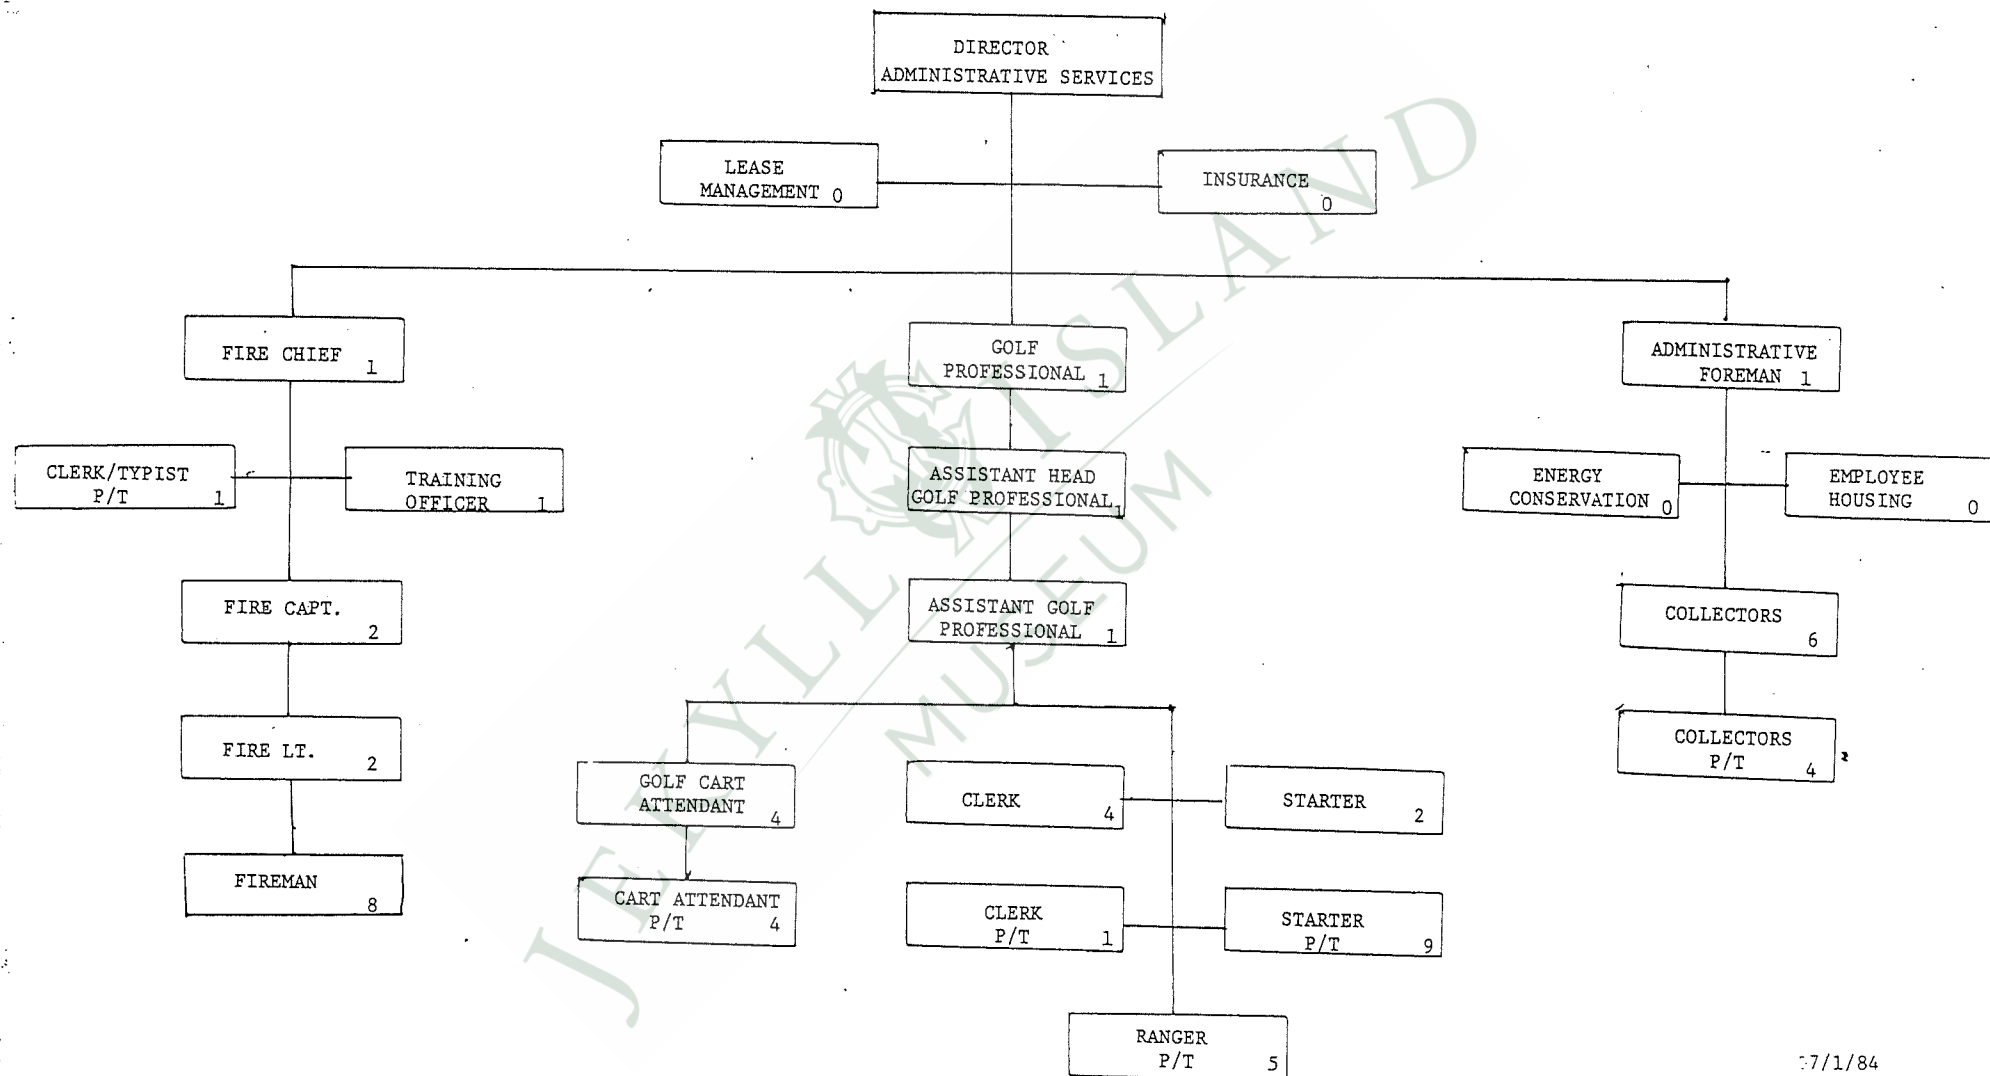 DIRECTOR
ADMINISTRATIVE SERVICES
LEASE
MANAGEMENT 0
INSURANCE
0
FIRE CHIEF 1
GOLF
PROFESSIONAL 1
ADMINISTRATIVE
FOREMAN 1
CLERK/TYPIST
P/T 1
TRAINING
OFFICER 1
ASSISTANT HEAD
GOLF PROFESSIONAL 1
ENERGY
CONSERVATION 0
EMPLOYEE
HOUSING 0
FIRE CAPT.
2
ASSISTANT GOLF
PROFESSIONAL 1
COLLECTORS
6
FIRE LT. 2
COLLECTORS
P/T 4
GOLF CART
ATTENDANT 4
CLERK 4
STARTER 2
FIREMAN
8
CART ATTENDANT
P/T 4
CLERK
P/T 1
STARTER
P/T 9
RANGER
P/T 5
7/1/84
JEKYLL ISLAND
MUSEUM